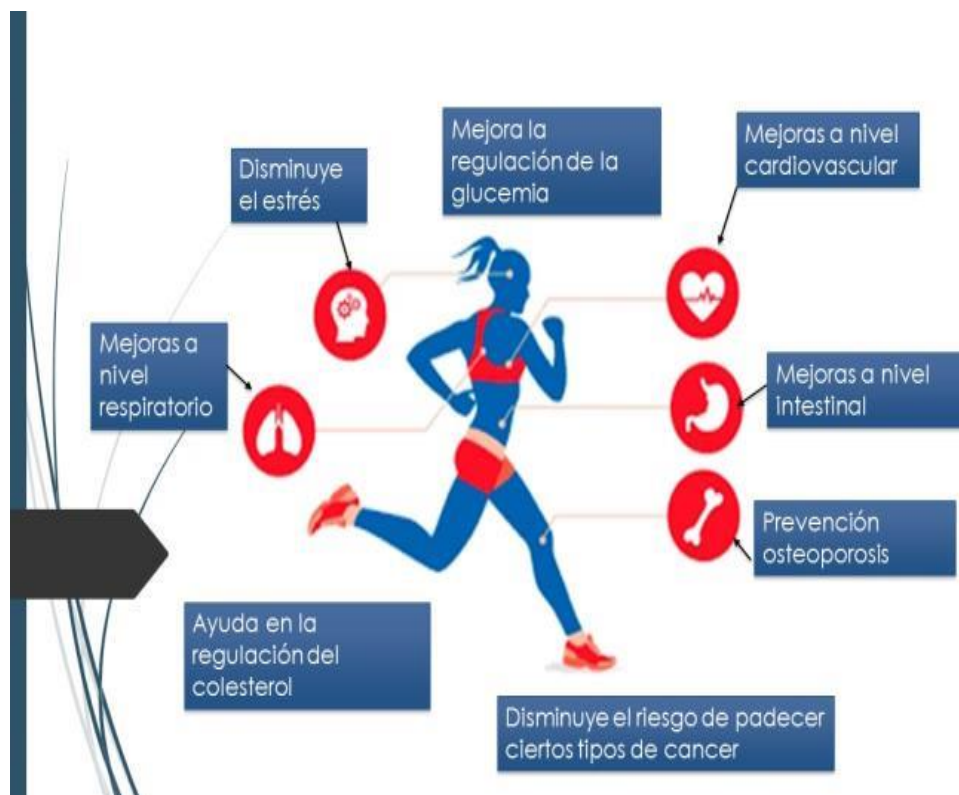 Mejora la
regulación de la
glucemia
Mejoras a nivel
cardiovascular
Disminuye
el estrés
Mejoras a
nivel
respiratorio
Mejoras a nivel
intestinal
Prevención
osteoporosis
Ayuda en la
regulación del
colesterol
Disminuye el riesgo de padecer
ciertos tipos de cancer